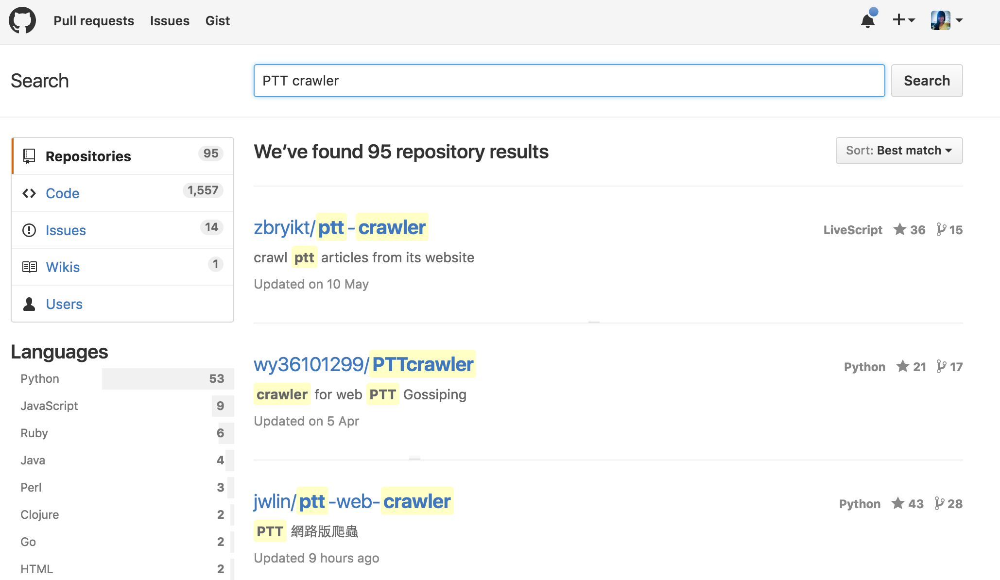 Pull requests Issues Gist
Search PTT crawler Search
Repositories 95
Code 1,557
Issues 14
Wikis 1
Users
Languages
Python 53
JavaScript 9
Ruby 6
Java 4
Perl 3
Clojure 2
Go 2
HTML 2
We’ve found 95 repository results Sort: Best match
zbryikt/ptt-crawler LiveScript 36 15
crawl ptt articles from its website
Updated on 10 May
wy36101299/PTTcrawler Python 21 17
crawler for web PTT Gossiping
Updated on 5 Apr
jwlin/ptt-web-crawler Python 43 28
PTT 網路版爬蟲
Updated 9 hours ago